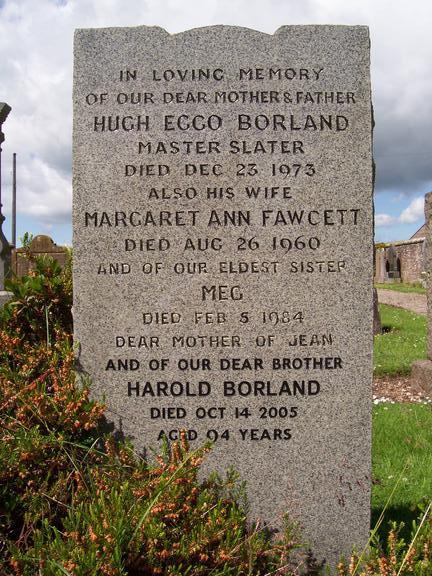 IN LOVING MEMORY
OF OUR DEAR MOTHER & FATHER
HUGH EGGO BORLAND
MASTER SLATER
DIED DEC 23 1973
ALSO HIS WIFE
MARGARET ANN FAWCETT
DIED AUG 26 1960
AND OF OUR ELDEST SISTER
MEG
DIED FEB 5 1984
DEAR MOTHER OF JEAN
AND OF OUR DEAR BROTHER
HAROLD BORLAND
DIED OCT 14 2005
AGED 94 YEARS